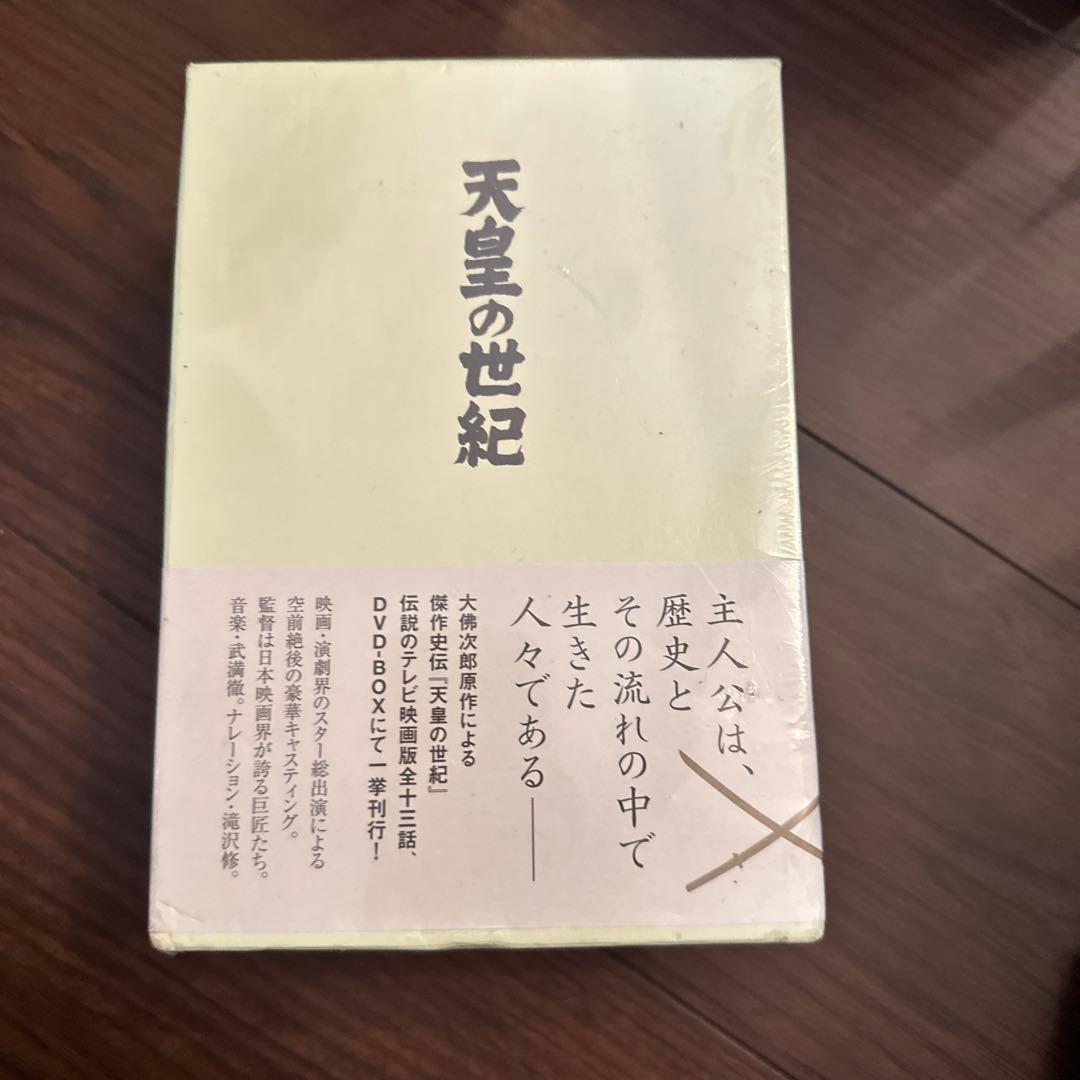 天皇の世紀
主人公は、
歴史と
その流れの中で
生きた
人々である――
大佛次郎原作による
傑作史伝『天皇の世紀』
伝説のテレビ映画版全十三話、
DVD-BOXにて一挙刊行！
映画・演劇界のスター総出演による
空前絶後の豪華キャスティング。
監督は日本映画界が誇る巨匠たち。
音楽・武満徹。ナレーション・滝沢修。